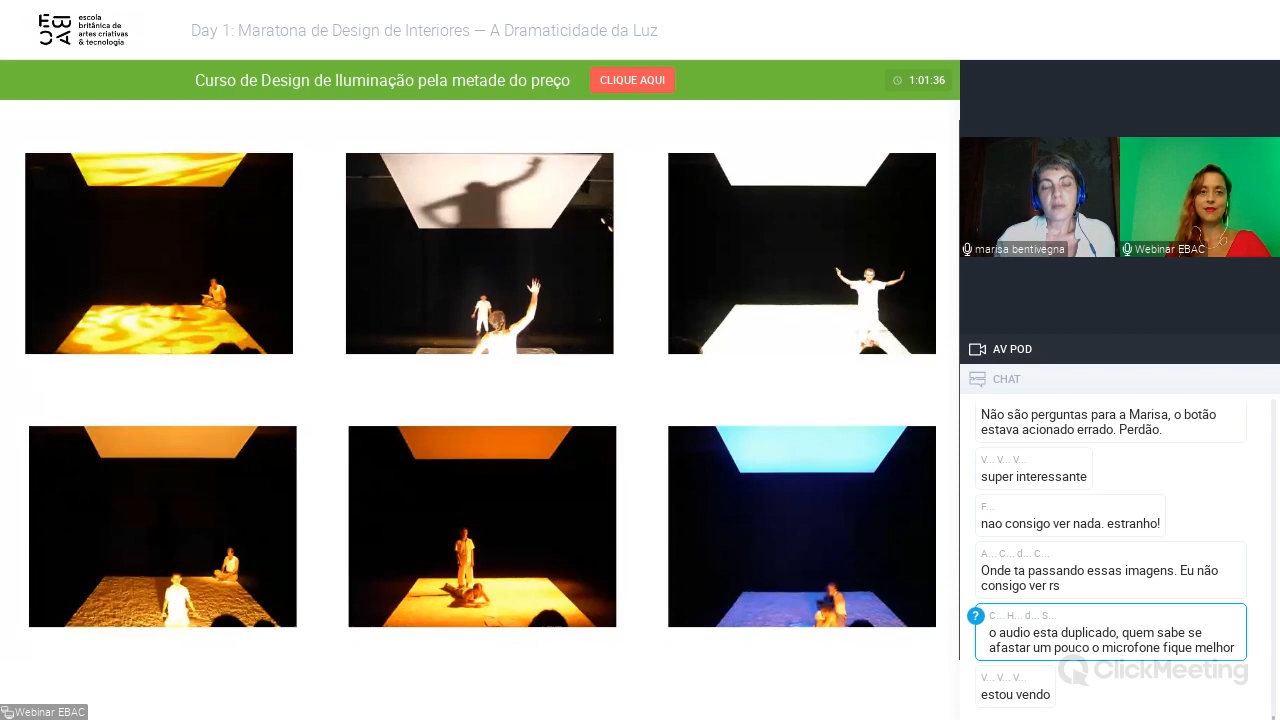 EBAC
escola
britânica de
artes criativas
& tecnologia
Day 1: Maratona de Design de Interiores — A Dramaticidade da Luz
Curso de Design de Iluminação pela metade do preço
CLIQUE AQUI
1:01:36
marisa bentivegna
Webinar EBAC
AV POD
CHAT
Não são perguntas para a Marisa, o botão
estava acionado errado. Perdão.
V... V... V...
super interessante
F...
nao consigo ver nada. estranho!
A... C... d... C...
Onde ta passando essas imagens. Eu não
consigo ver rs
?
C... H... d... S...
o audio esta duplicado, quem sabe se
afastar um pouco o microfone fique melhor
V... V... V...
estou vendo
ClickMeeting
Webinar EBAC